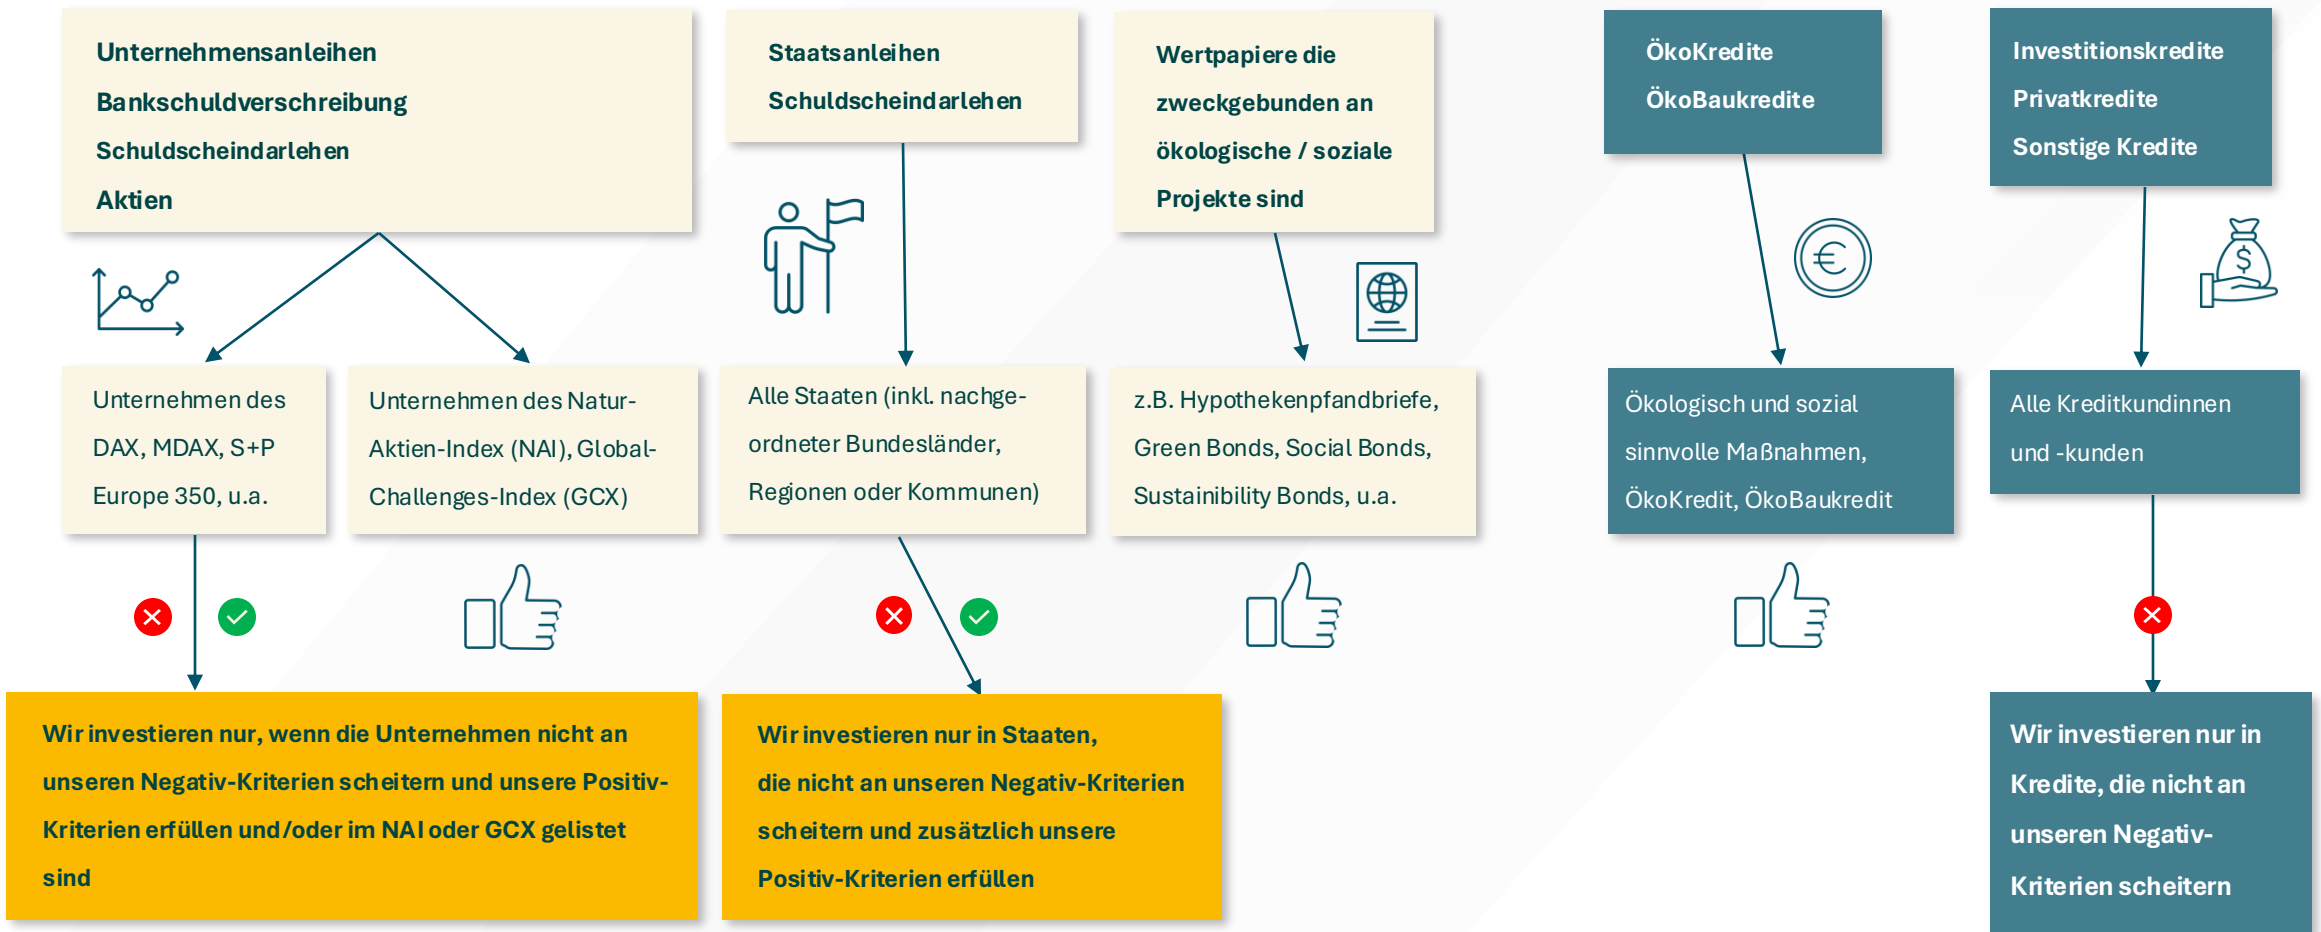 Unternehmensanleihen
Bankschuldverschreibung
Schuldscheindarlehen
Aktien
Staatsanleihen
Schuldscheindarlehen
Wertpapiere die
zweckgebunden an
ökologische / soziale
Projekte sind
ÖkoKredite
ÖkoBaukredite
Investitionskredite
Privatkredite
Sonstige Kredite
€
$
Unternehmen des
DAX, MDAX, S+P
Europe 350, u.a.
Unternehmen des Natur-
Aktien-Index (NAI), Global-
Challenges-Index (GCX)
Alle Staaten (inkl. nachge-
ordneter Bundesländer,
Regionen oder Kommunen)
z.B. Hypothekenpfandbriefe,
Green Bonds, Social Bonds,
Sustainibility Bonds, u.a.
Ökologisch und sozial
sinnvolle Maßnahmen,
ÖkoKredit, ÖkoBaukredit
Alle Kreditkundinnen
und -kunden
Wir investieren nur, wenn die Unternehmen nicht an
unseren Negativ-Kriterien scheitern und unsere Positiv-
Kriterien erfüllen und/oder im NAI oder GCX gelistet
sind
Wir investieren nur in Staaten,
die nicht an unseren Negativ-Kriterien
scheitern und zusätzlich unsere
Positiv-Kriterien erfüllen
Wir investieren nur in
Kredite, die nicht an
unseren Negativ-
Kriterien scheitern